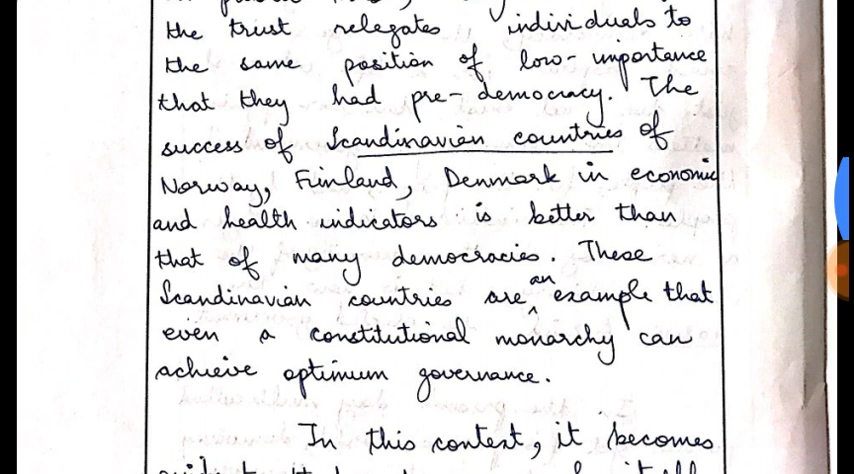 the trust relegates individuals to
the same position of low-importance
that they had pre-democracy. The
success of Scandinavian countries of
Norway, Finland, Denmark in economic
and health indicators is better than
that of many democracies. These
Scandinavian countries are an example that
even a constitutional monarchy can
achieve optimum governance.
In this context, it becomes